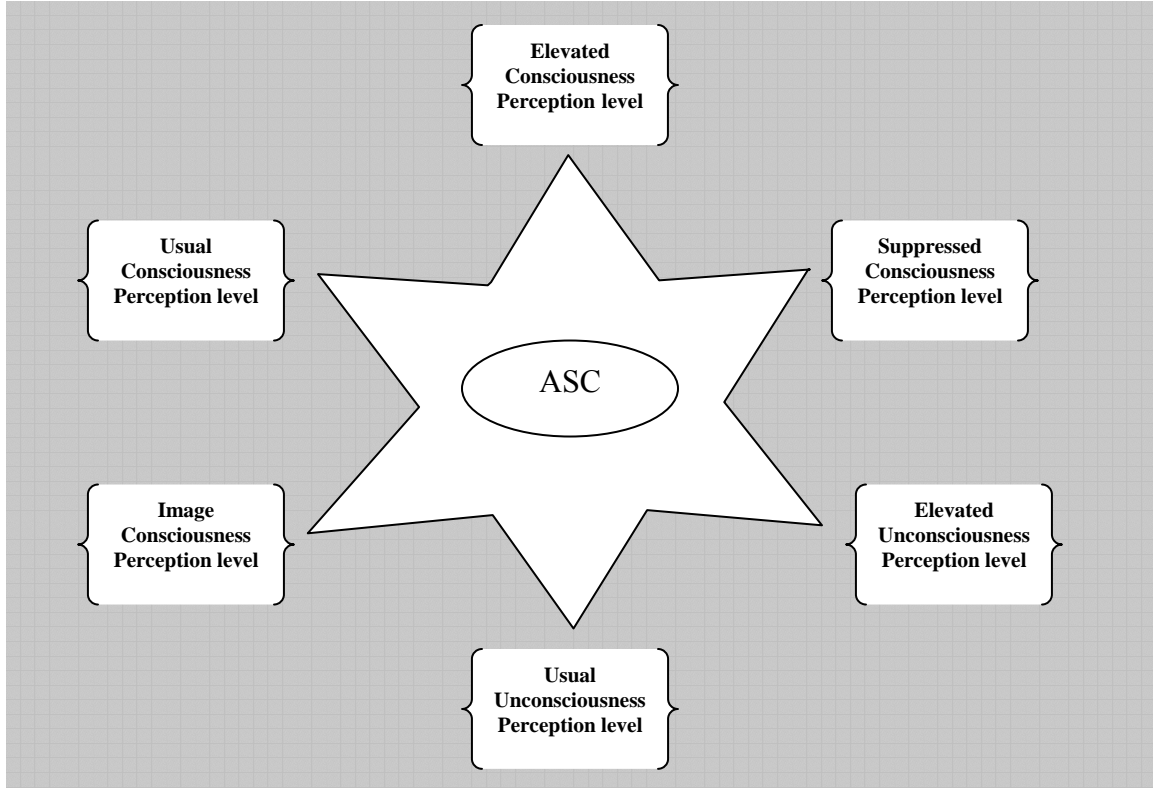 Elevated
Consciousness
Perception level
Usual
Consciousness
Perception level
Suppressed
Consciousness
Perception level
ASC
Image
Consciousness
Perception level
Elevated
Unconsciousness
Perception level
Usual
Unconsciousness
Perception level